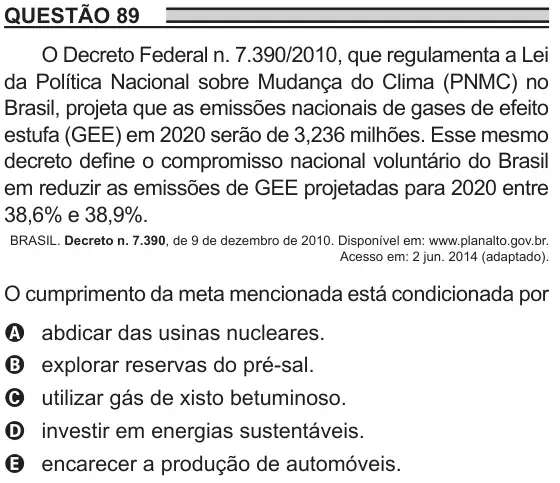 QUESTÃO 89
O Decreto Federal n. 7.390/2010, que regulamenta a Lei
da Política Nacional sobre Mudança do Clima (PNMC) no
Brasil, projeta que as emissões nacionais de gases de efeito
estufa (GEE) em 2020 serão de 3,236 milhões. Esse mesmo
decreto define o compromisso nacional voluntário do Brasil
em reduzir as emissões de GEE projetadas para 2020 entre
38,6% e 38,9%.
BRASIL. Decreto n. 7.390, de 9 de dezembro de 2010. Disponível em: www.planalto.gov.br.
Acesso em: 2 jun. 2014 (adaptado).
O cumprimento da meta mencionada está condicionada por
A abdicar das usinas nucleares.
B explorar reservas do pré-sal.
C utilizar gás de xisto betuminoso.
D investir em energias sustentáveis.
E encarecer a produção de automóveis.